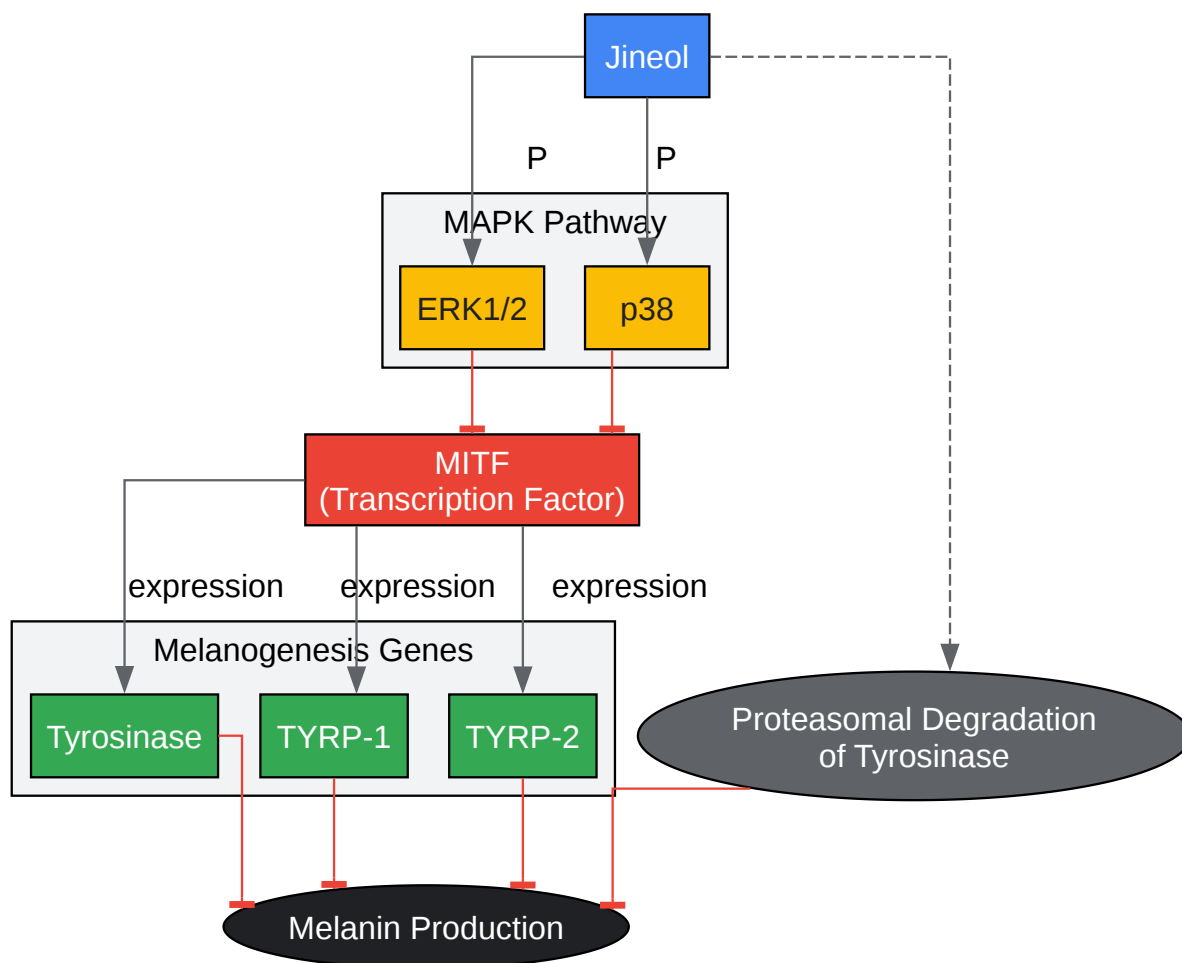 Jineol
P
P
MAPK Pathway
ERK1/2
p38
MITF
(Transcription Factor)
expression
expression
expression
Melanogenesis Genes
Tyrosinase
TYRP-1
TYRP-2
Proteasomal Degradation
of Tyrosinase
Melanin Production